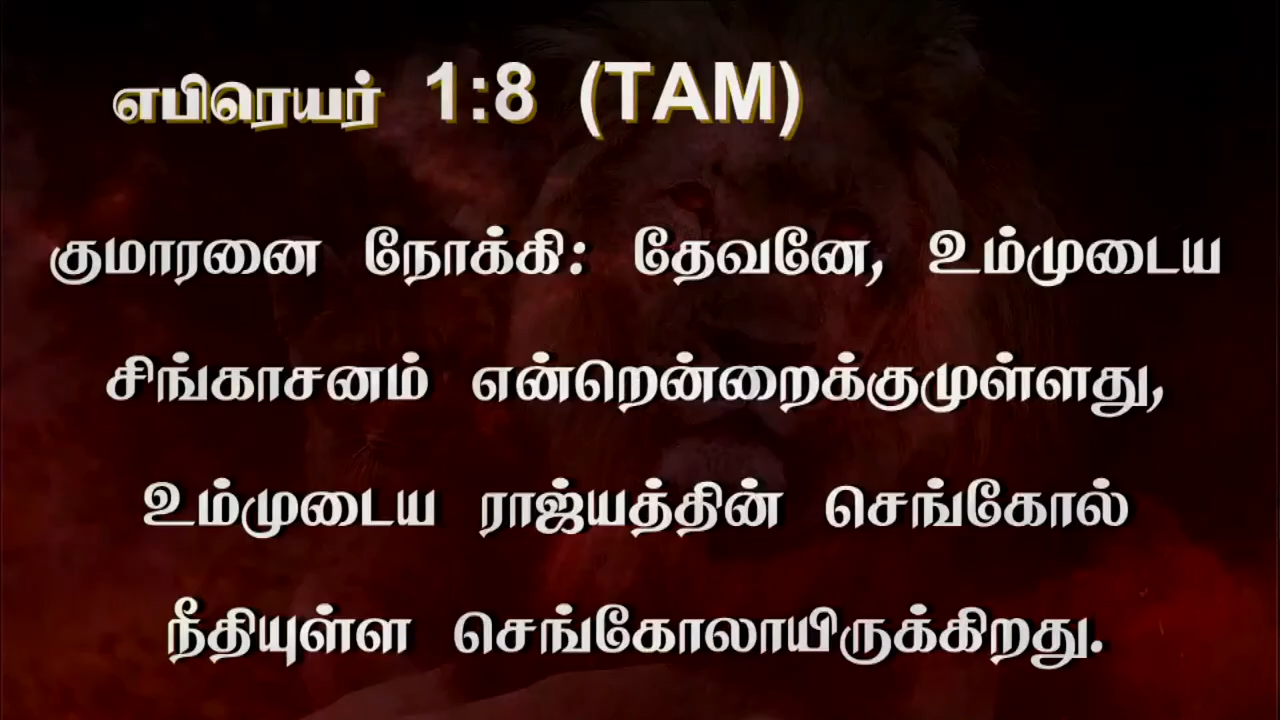 எபிரெயர் 1:8 (TAM)
குமாரனை நோக்கி: தேவனே, உம்முடைய
சிங்காசனம் என்றென்றைக்குமுள்ளது,
உம்முடைய ராஜ்யத்தின் செங்கோல்
நீதியுள்ள செங்கோலாயிருக்கிறது.